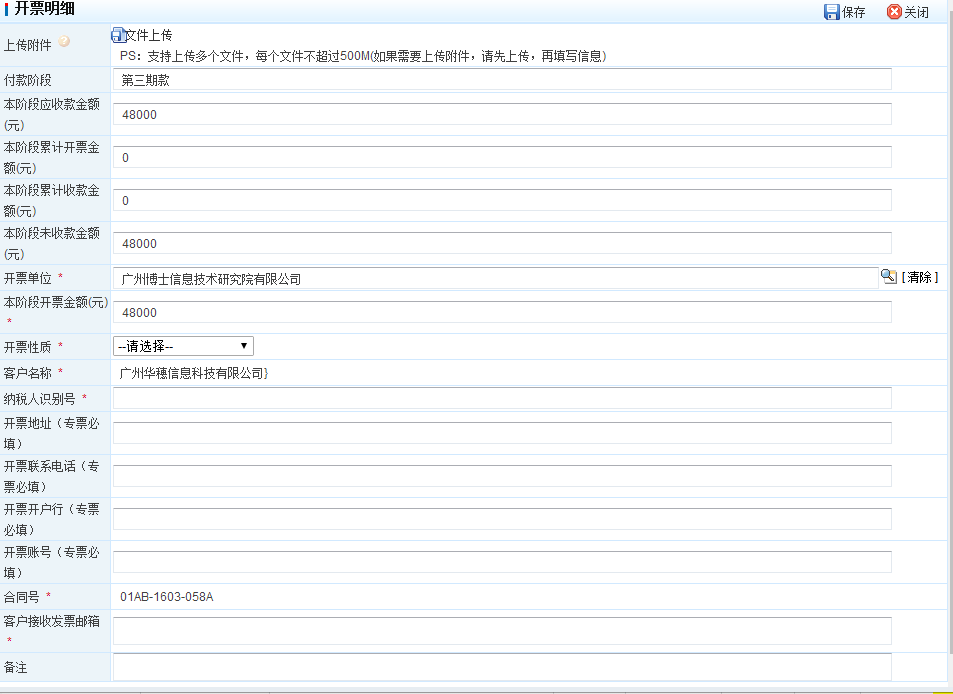 开票明细
保存
关闭
上传附件
文件上传
PS：支持上传多个文件，每个文件不超过500M(如果需要上传附件，请先上传，再填写信息)
付款阶段
第三期款
本阶段应收款金额
(元)
48000
本阶段累计开票金
额(元)
0
本阶段累计收款金
额(元)
0
本阶段未收款金额
(元)
48000
开票单位 *
广州博士信息技术研究院有限公司
[清除]
本阶段开票金额(元)
*
48000
开票性质 *
--请选择--
客户名称 *
广州华穗信息科技有限公司}
纳税人识别号 *
开票地址（专票必
填）
开票联系电话（专
票必填）
开票开户行（专票
必填）
开票账号（专票必
填）
合同号 *
01AB-1603-058A
客户接收发票邮箱
*
备注